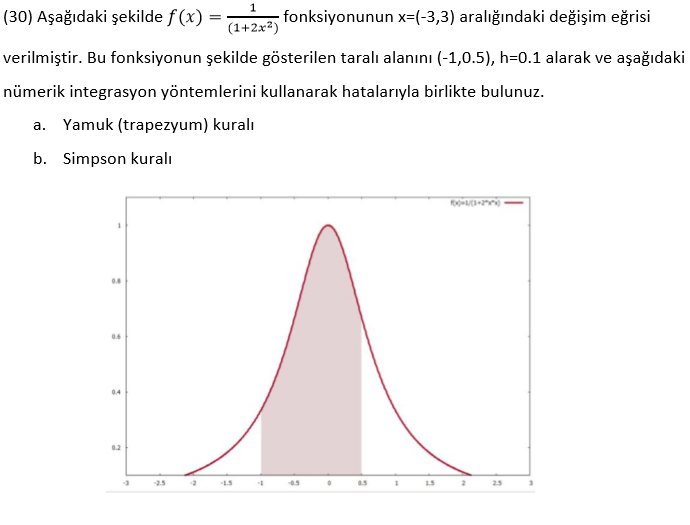 (30) Aşağıdaki şekilde f(x) = 1/(1+2x²) fonksiyonunun x=(-3,3) aralığındaki değişim eğrisi
verilmiştir. Bu fonksiyonun şekilde gösterilen taralı alanını (-1,0.5), h=0.1 alarak ve aşağıdaki
nümerik integrasyon yöntemlerini kullanarak hatalarıyla birlikte bulunuz.
a. Yamuk (trapezyum) kuralı
b. Simpson kuralı
f(x)=1/(1+2*x*x)
1
0.8
0.6
0.4
0.2
-3 -2.5 -2 -1.5 -1 -0.5 0 0.5 1 1.5 2 2.5 3